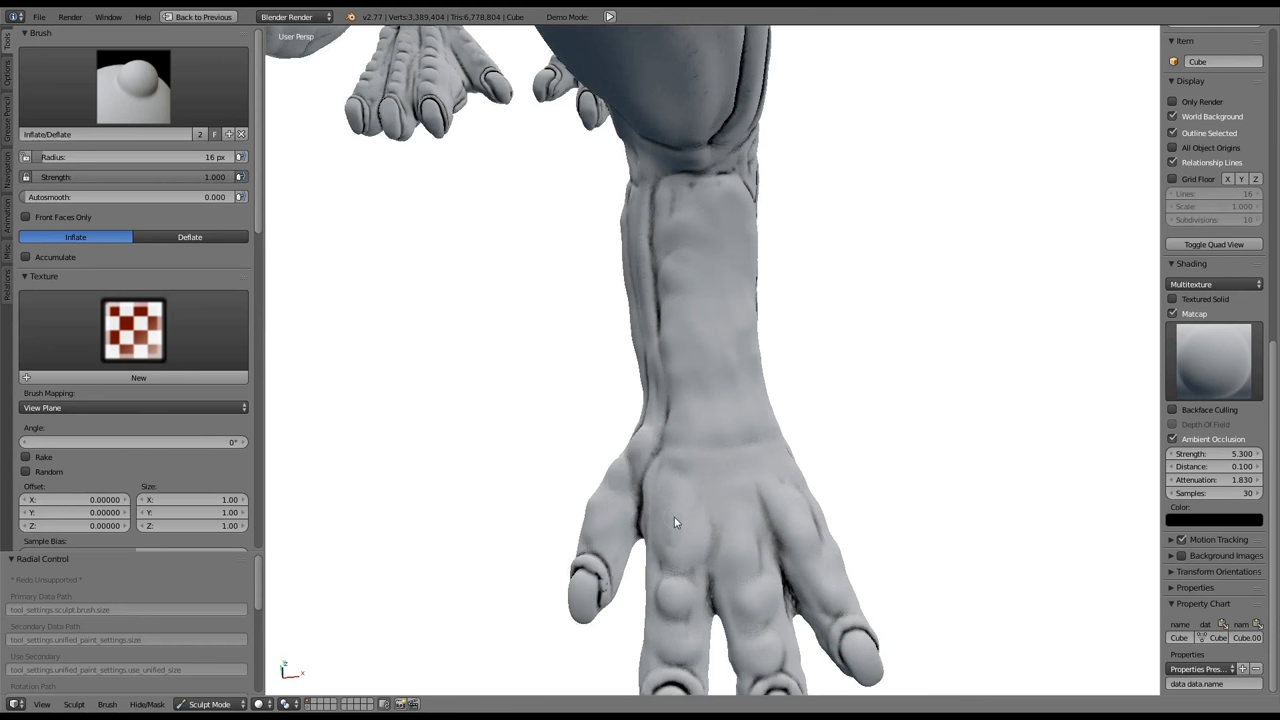 File Render Window Help Back to Previous Blender Render v2.77 | Verts:3,389,404 | Tris:6,778,804 | Cube Demo Mode:
Tools
Options
Grease Pencil
Navigation
Animation
Misc
Relations
Brush
Inflate/Deflate 2 F
Radius: 16 px
Strength: 1.000
Autosmooth: 0.000
Front Faces Only
Inflate Deflate
Accumulate
Texture
New
Brush Mapping:
View Plane
Angle:
0°
Rake
Random
Offset: Size:
X: 0.00000 X: 1.00
Y: 0.00000 Y: 1.00
Z: 0.00000 Z: 1.00
Sample Bias:
Radial Control
* Redo Unsupported *
Primary Data Path
tool_settings.sculpt.brush.size
Secondary Data Path
tool_settings.unified_paint_settings.size
Use Secondary
tool_settings.unified_paint_settings.use_unified_size
Rotation Path
User Persp
Z
X
Item
Cube
Display
Only Render
World Background
Outline Selected
All Object Origins
Relationship Lines
Grid Floor X Y Z
Lines: 16
Scale: 1.000
Subdivisions: 10
Toggle Quad View
Shading
Multitexture
Textured Solid
Matcap
Backface Culling
Depth Of Field
Ambient Occlusion
Strength: 5.300
Distance: 0.100
Attenuation: 1.830
Samples: 30
Color:
Motion Tracking
Background Images
Transform Orientations
Properties
Property Chart
name dat nam
Cube Cube Cube.00
Properties
Properties Pres...
data data.name
View Sculpt Brush Hide/Mask Sculpt Mode